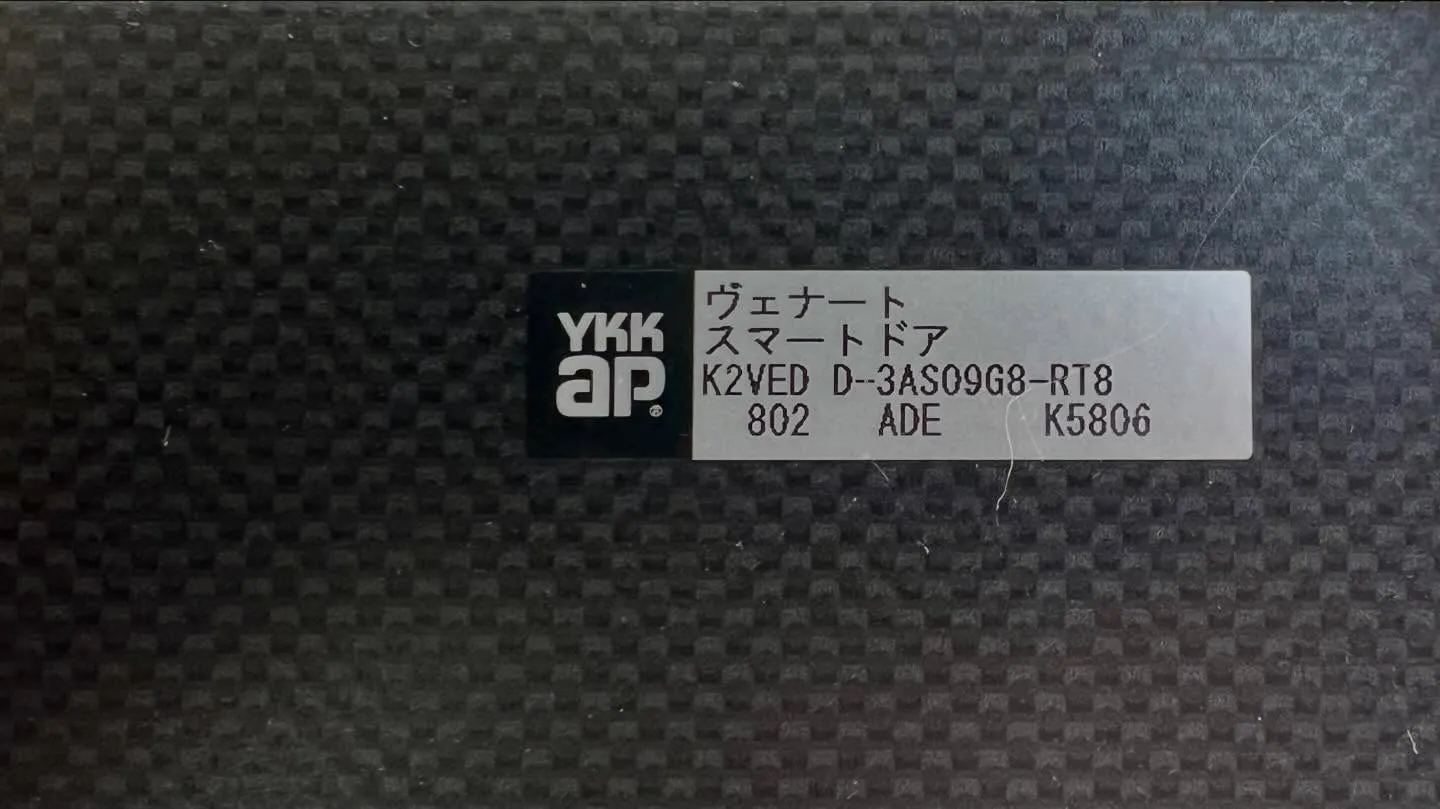 YKK
ap®
ヴェナート
スマートドア
K2VED D--3AS09G8-RT8
802 ADE K5806